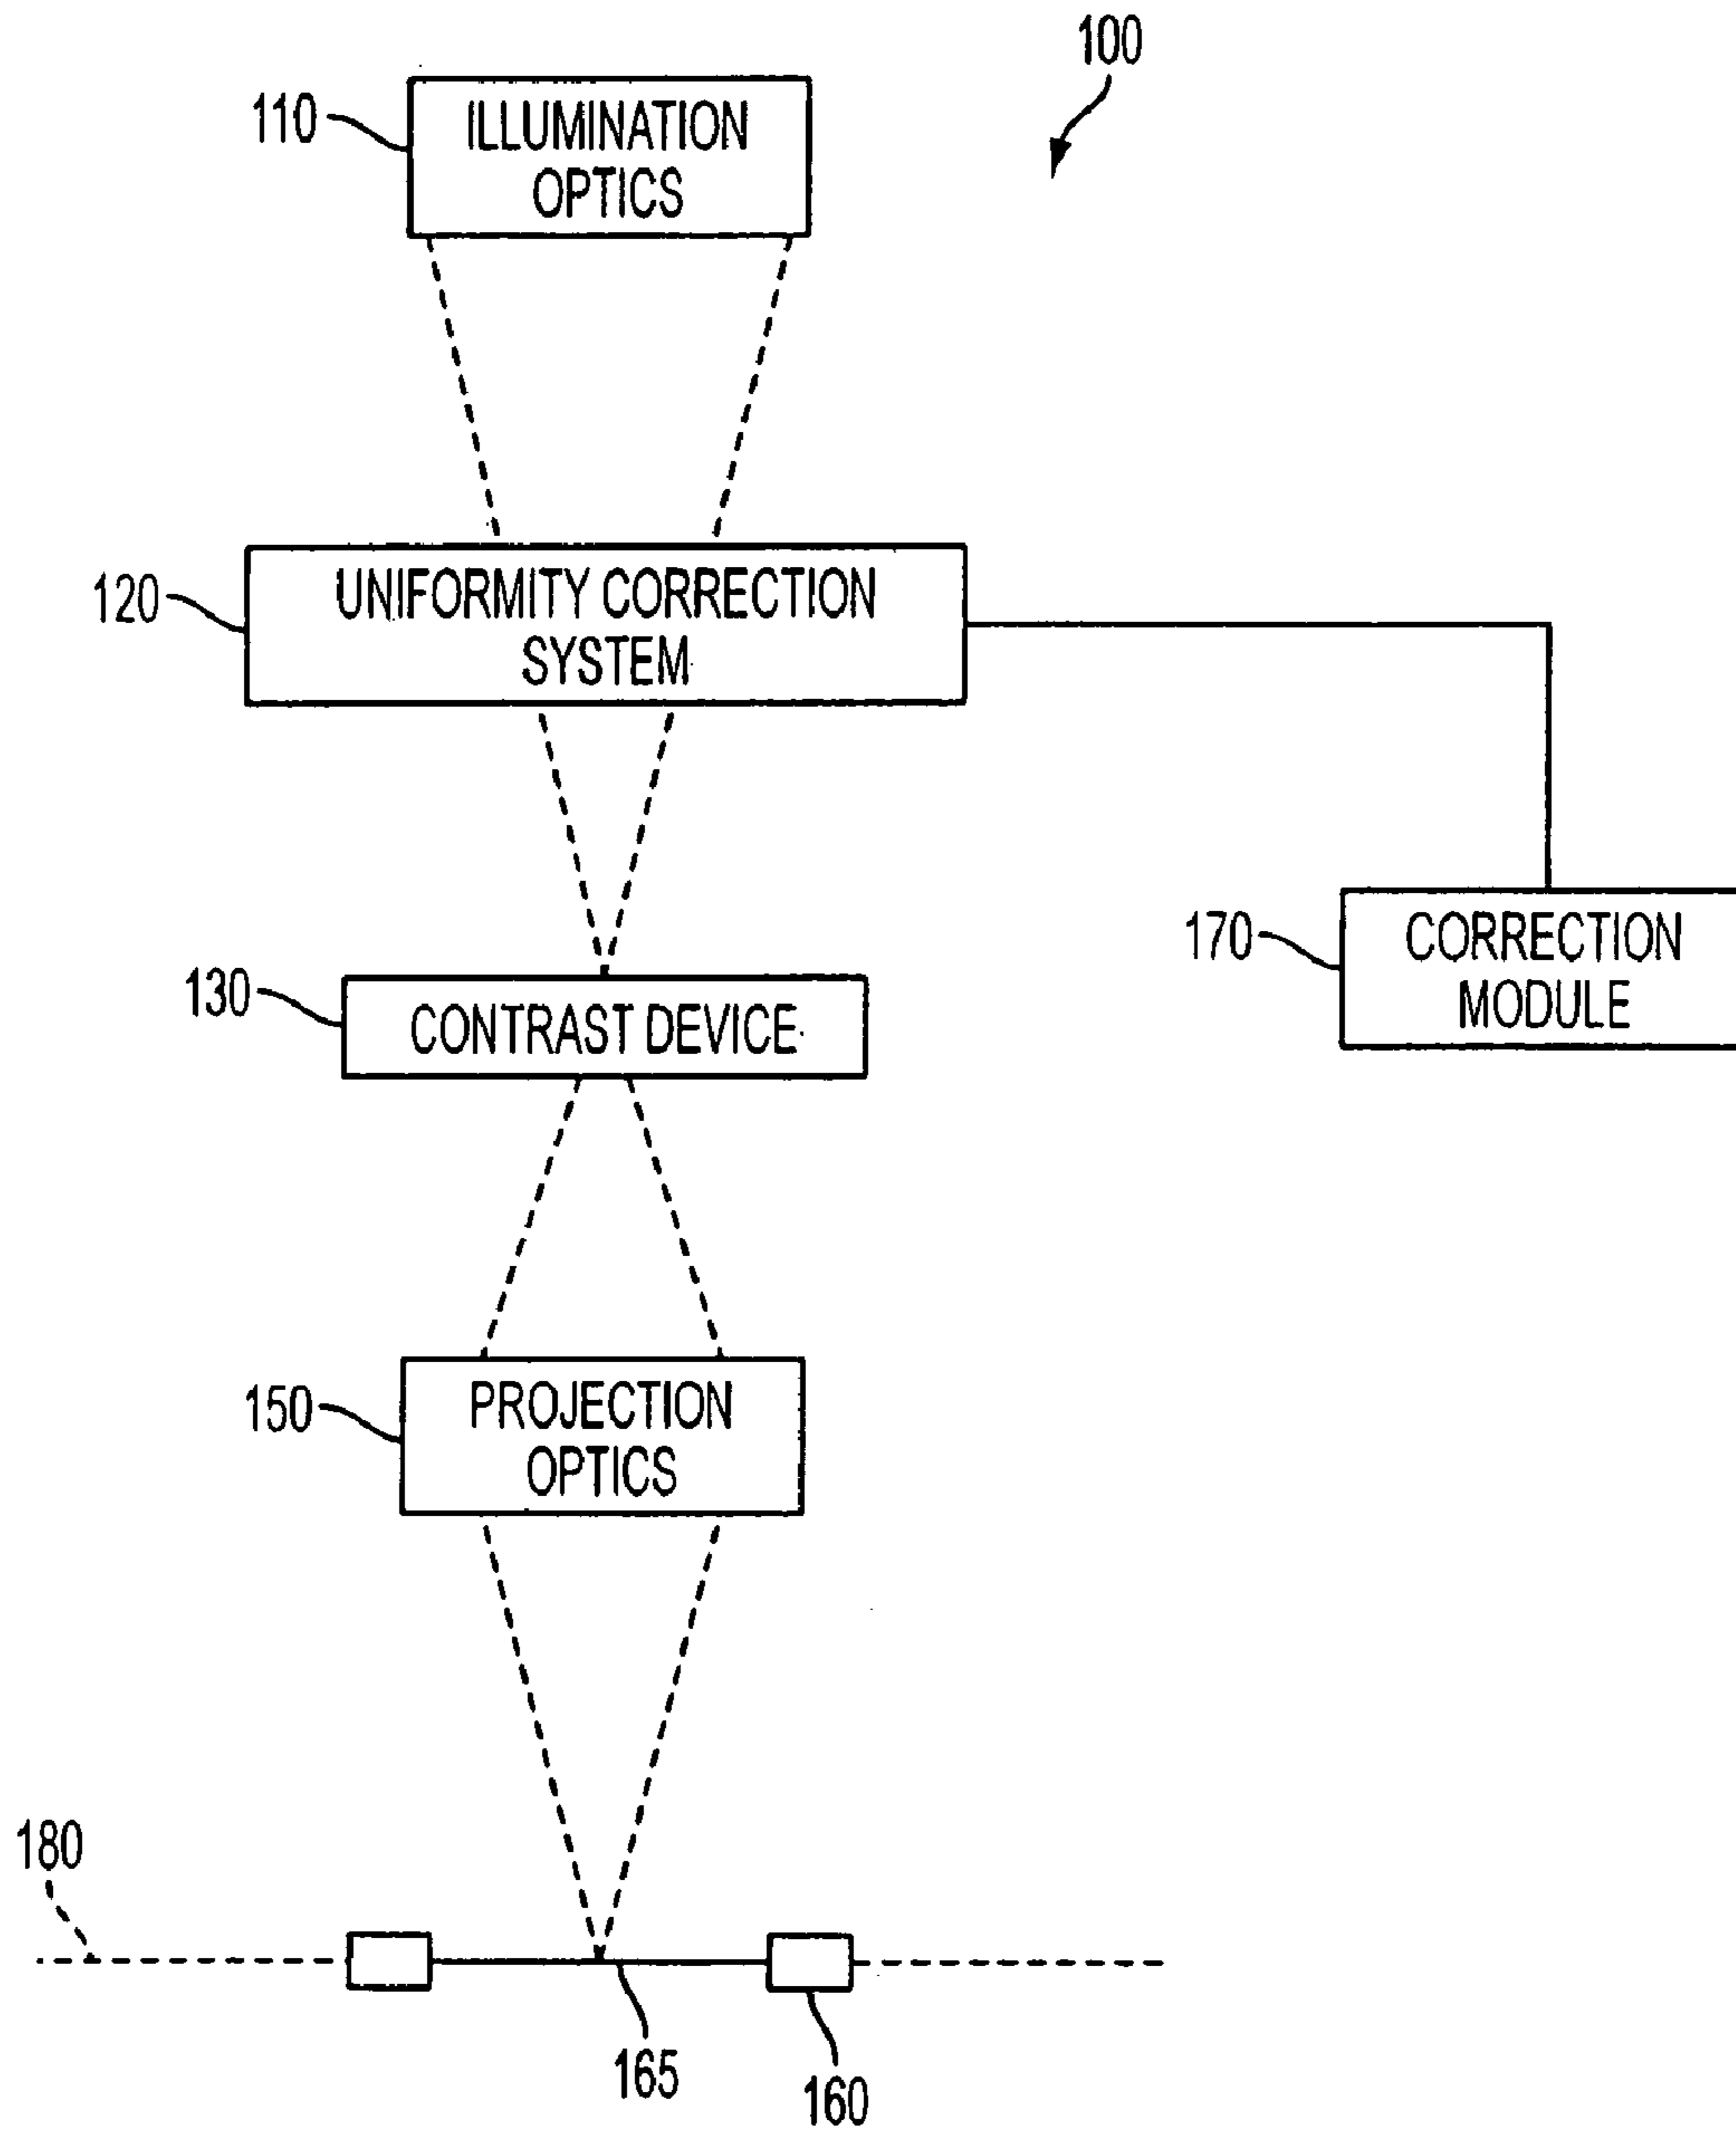 100
110
ILLUMINATION
OPTICS
120
UNIFORMITY CORRECTION
SYSTEM
170
CORRECTION
MODULE
130
CONTRAST DEVICE
150
PROJECTION
OPTICS
180
165
160